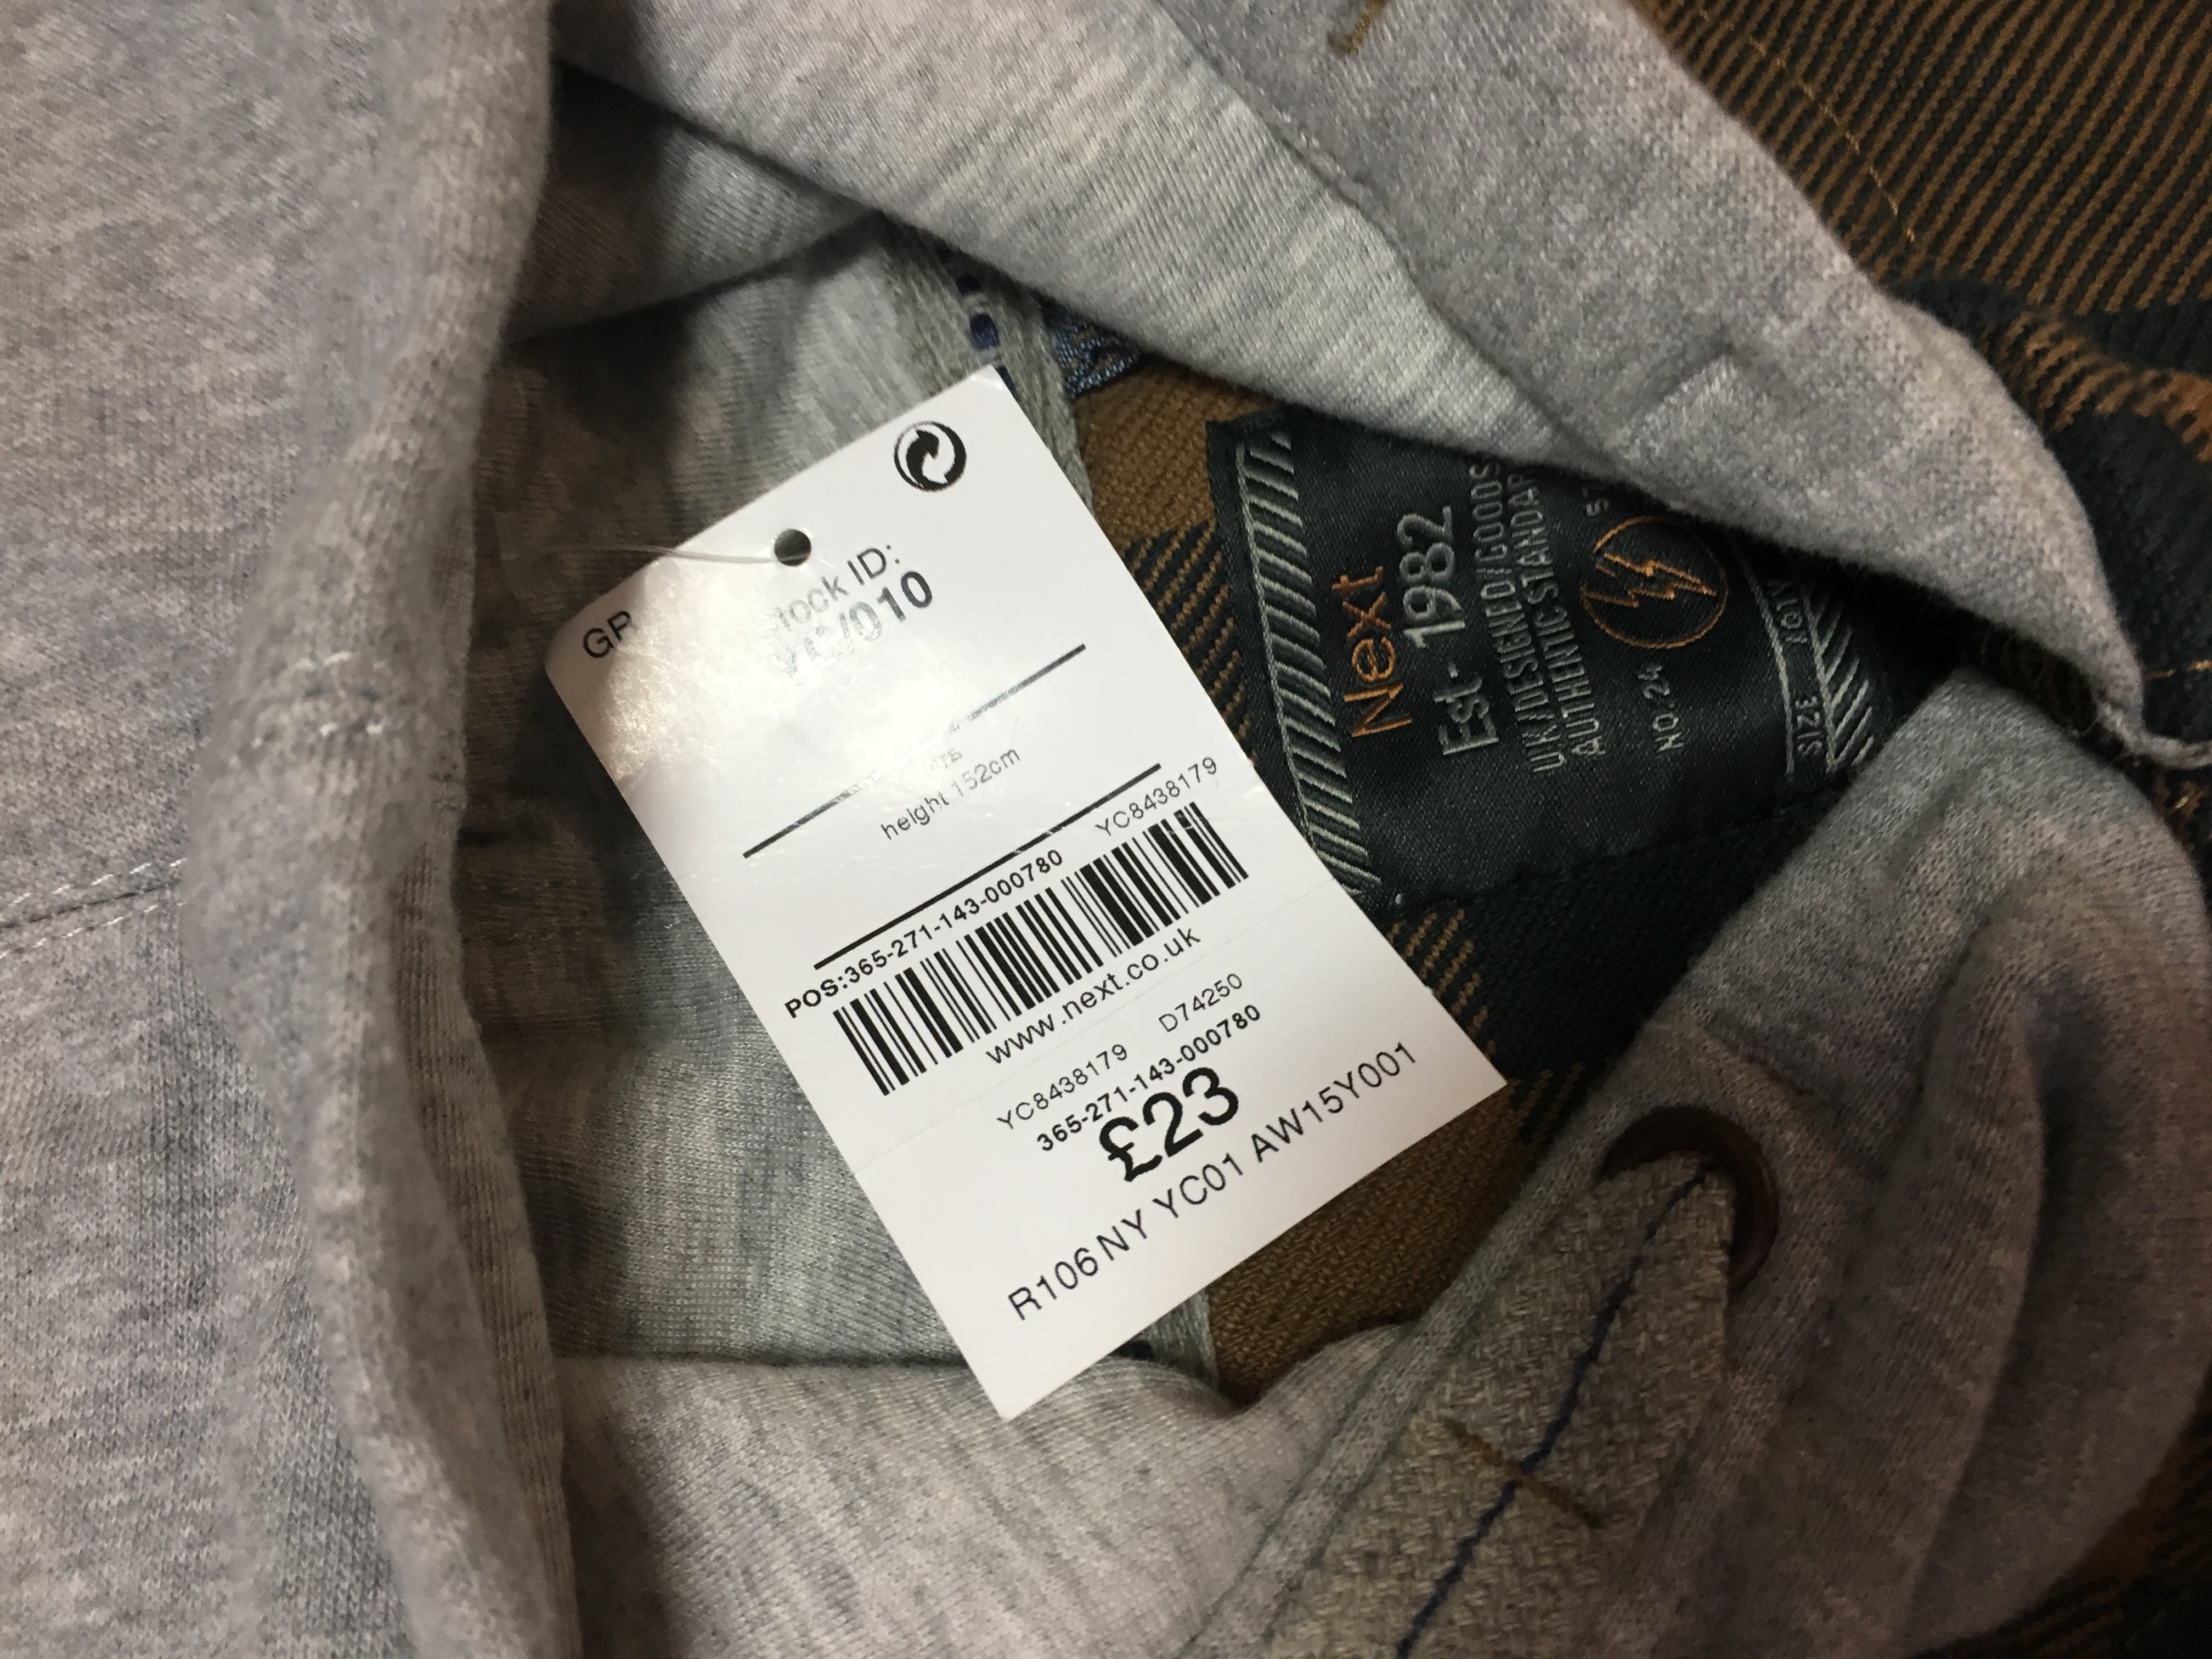 GR
Stock ID:
YC/010
height 152cm
YC8438179
POS:365-271-143-000780
www.next.co.uk
YC8438179 D74250
365-271-143-000780
£23
R106 NY YC01 AW15Y001
Next
Est- 1982
UK//DESIGNED/GOODS
AUTHENTIC STANDAR
NO.24
SIZE